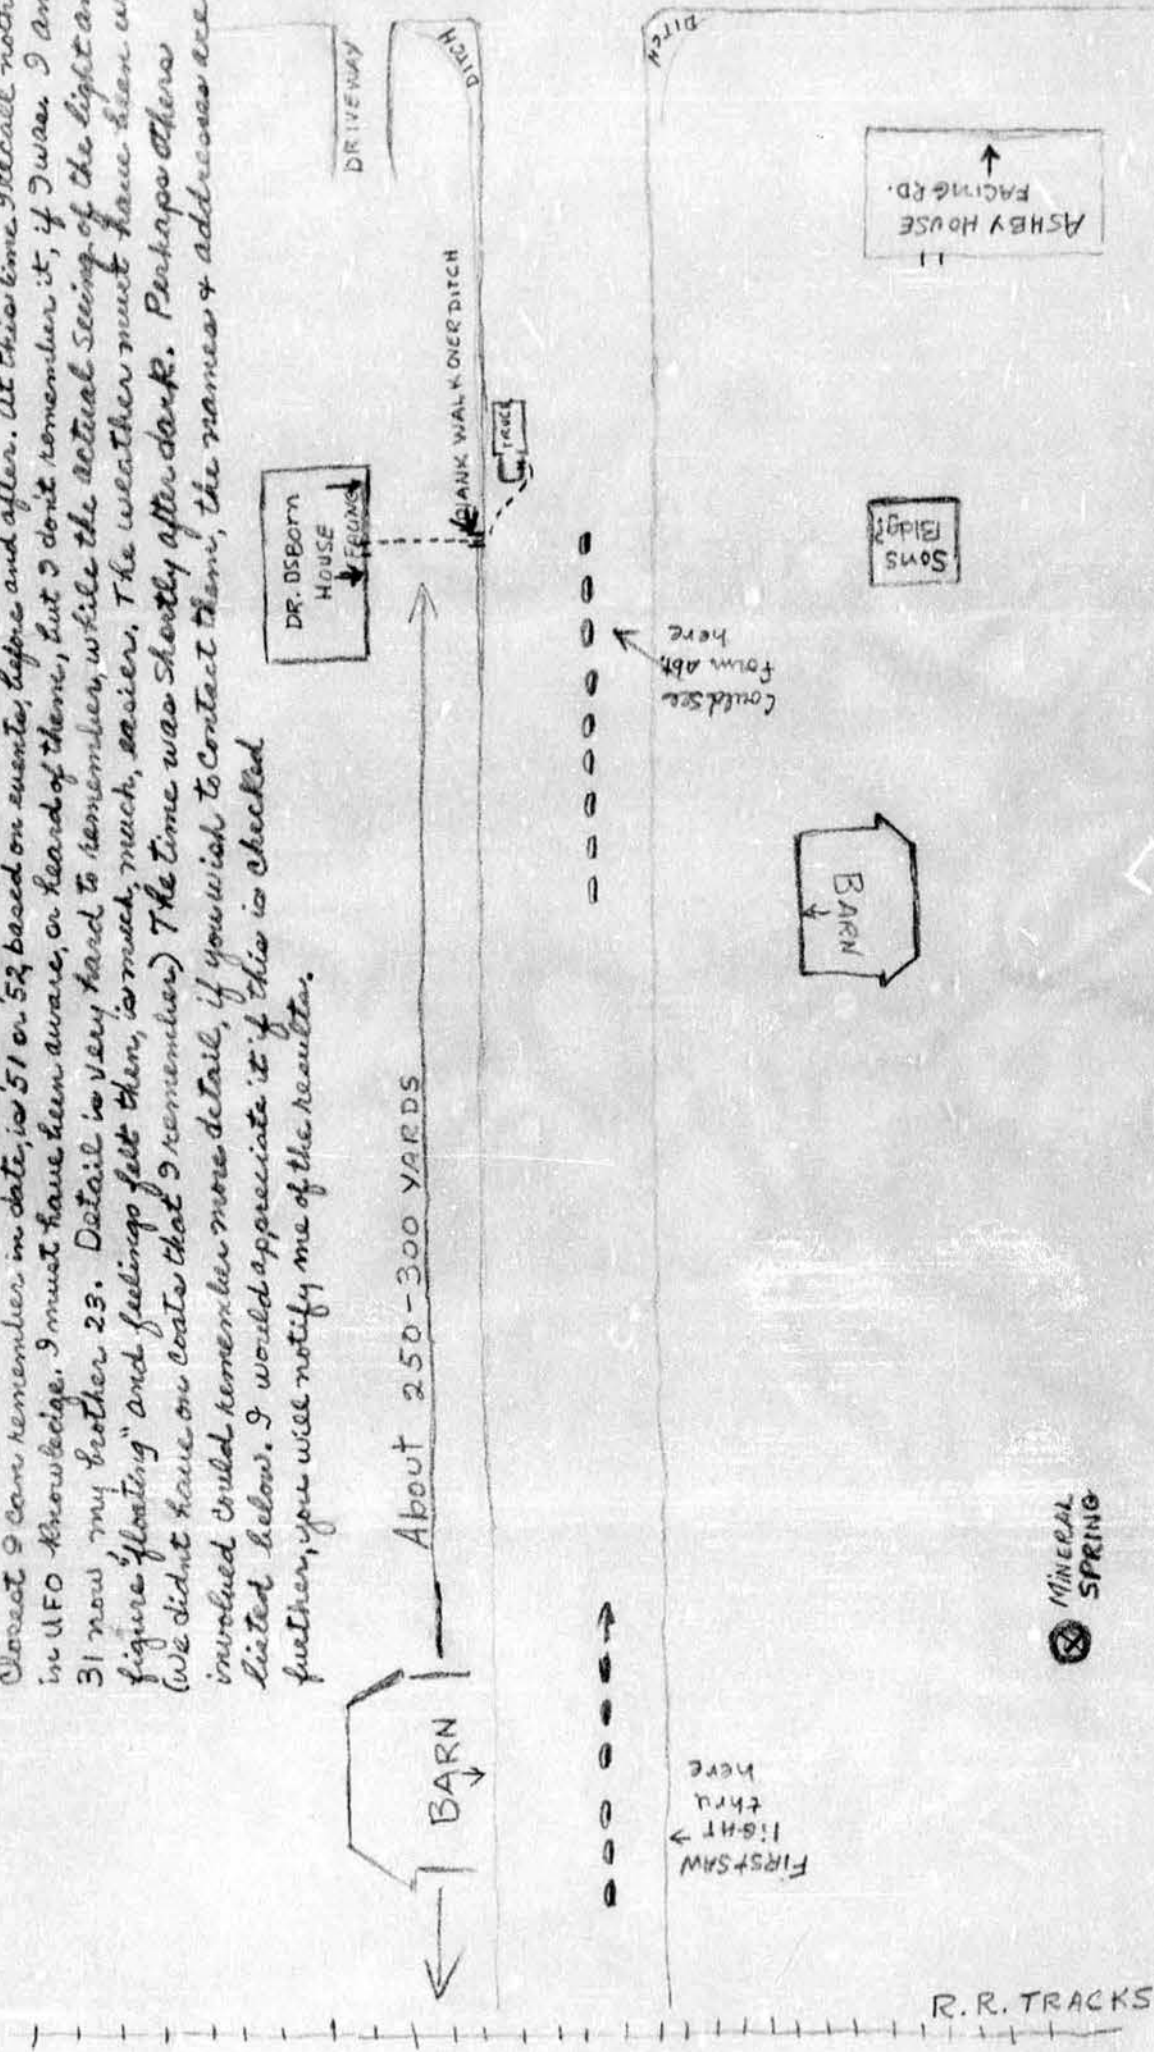 Closest I can remember in date, is '51 or '52, based on events, before and after. At this time I recall
in UFO Knowledge. I must have been aware, or heard of them, but I don't remember it, if I was. I am
31 now my brother 23. Detail is very hard to remember, while the actual seeing of the light
figure "floating" and feelings felt then, is much, much, much, easier. The weather must have been
(We didnt have on coats that I remember) The time was shortly after dark. Perhaps others
involved could remember more detail, if you wish to contact them, the names & addresses are
listed below. I would appreciate it if this is checked
further, you will notify me of the results.
DRIVEWAY
DITCH
DITCH
DR. OSBORN
HOUSE
FACING
PLANK WALK OVER DITCH
TRUCK
About 250-300 YARDS
BARN
FIRST SAW
LIGHT
thru
here
Could see
form abt.
here
ASHBY HOUSE
FACING RD.
Sons
Bldg?
BARN
MINERAL
SPRING
R.R. TRACKS